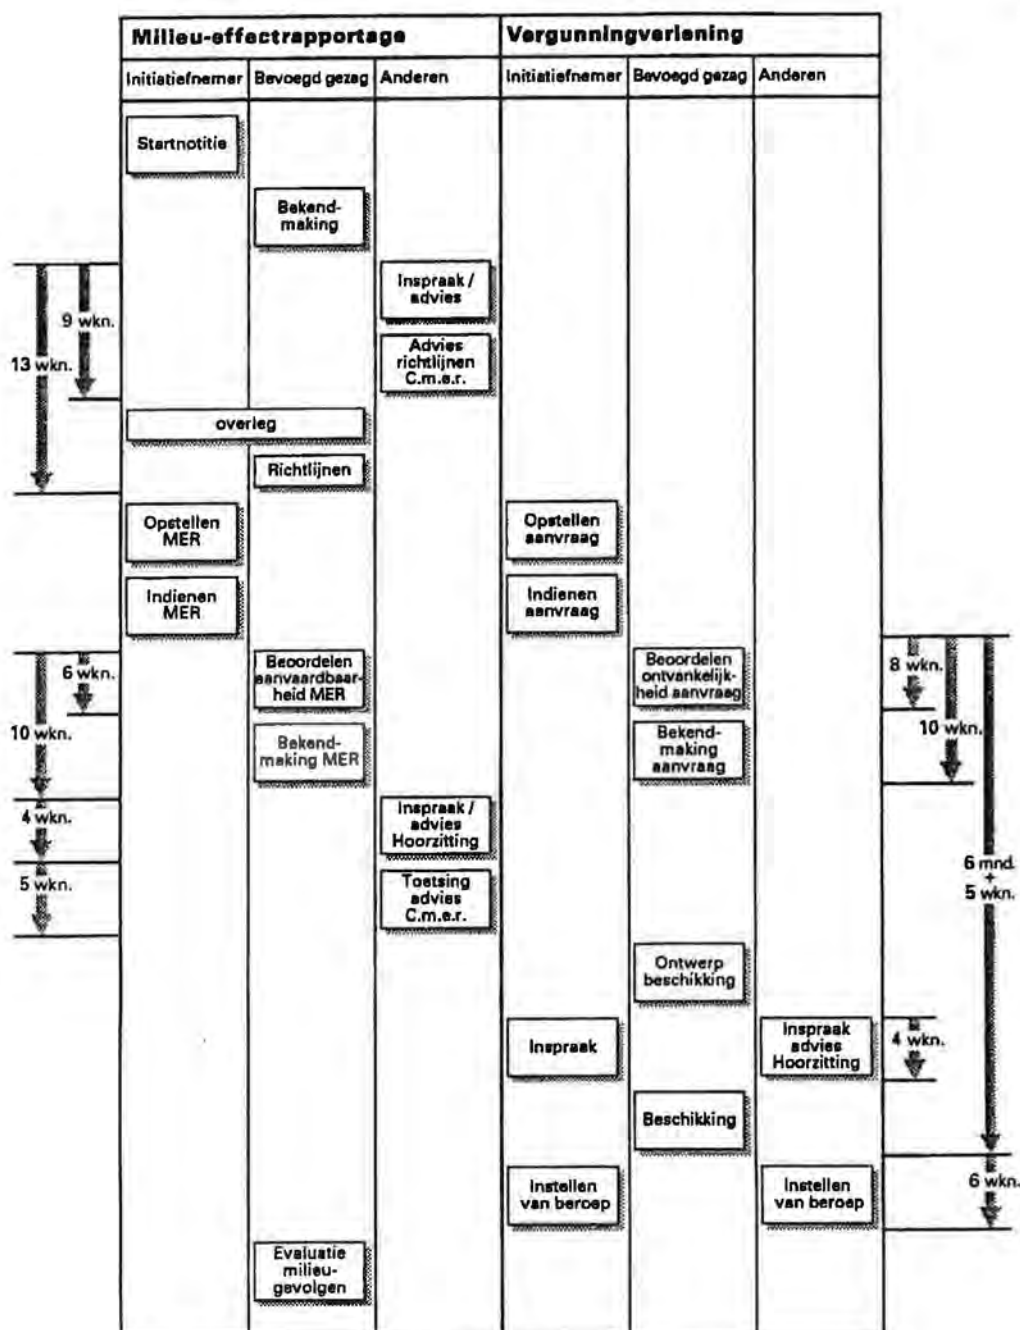 Milieu-effectrapportage
Vergunningverlening
Initiatiefnemer
Bevoegd gezag
Anderen
Initiatiefnemer
Bevoegd gezag
Anderen
Startnotitie
Bekend-
making
Inspraak /
advies
9 wkn.
Advies
richtlijnen
C.m.e.r.
13 wkn.
overleg
Richtlijnen
Opstellen
MER
Opstellen
aanvraag
Indienen
MER
Indienen
aanvraag
6 wkn.
Beoordelen
aanvaardbaar-
heid MER
Beoordelen
ontvankelijk-
heid aanvraag
8 wkn.
10 wkn.
Bekend-
making MER
Bekend-
making
aanvraag
10 wkn.
4 wkn.
Inspraak /
advies
Hoorzitting
5 wkn.
Toetsing
advies
C.m.e.r.
6 mnd.
+
5 wkn.
Ontwerp
beschikking
Inspraak
Inspraak
advies
Hoorzitting
4 wkn.
Beschikking
Instellen
van beroep
Instellen
van beroep
6 wkn.
Evaluatie
milieu-
gevolgen